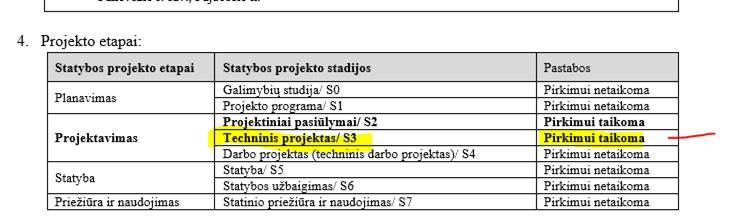 4. Projekto etapai:
Statybos projekto etapai Statybos projekto stadijos Pastabos
Planavimas Galimybių studija/ S0 Pirkimui netaikoma
Projekto programa/ S1 Pirkimui netaikoma
Projektavimas Projektiniai pasiūlymai/ S2 Pirkimui taikoma
Techninis projektas/ S3 Pirkimui taikoma
Darbo projektas (techninis darbo projektas)/ S4 Pirkimui netaikoma
Statyba Statyba/ S5 Pirkimui netaikoma
Statybos užbaigimas/ S6 Pirkimui netaikoma
Priežiūra ir naudojimas Statinio priežiūra ir naudojimas/ S7 Pirkimui netaikoma